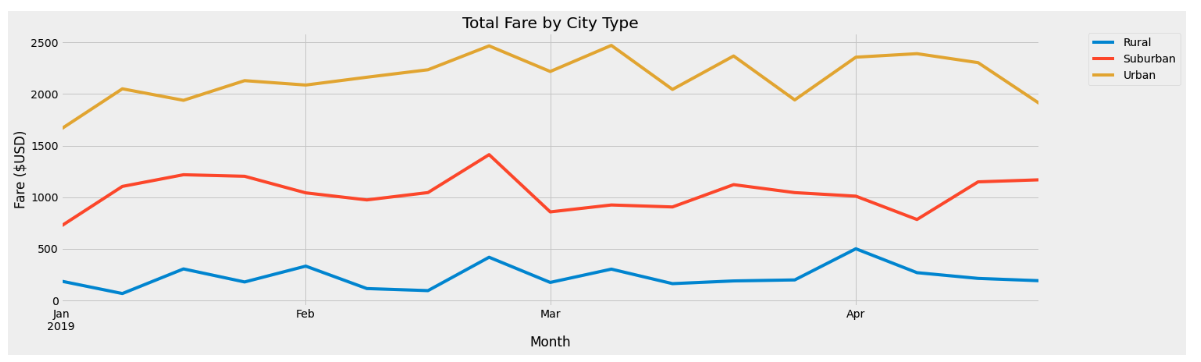 Total Fare by City Type
Fare ($USD)
2500
2000
1500
1000
500
0
Jan
2019
Feb
Mar
Apr
Month
Rural
Suburban
Urban